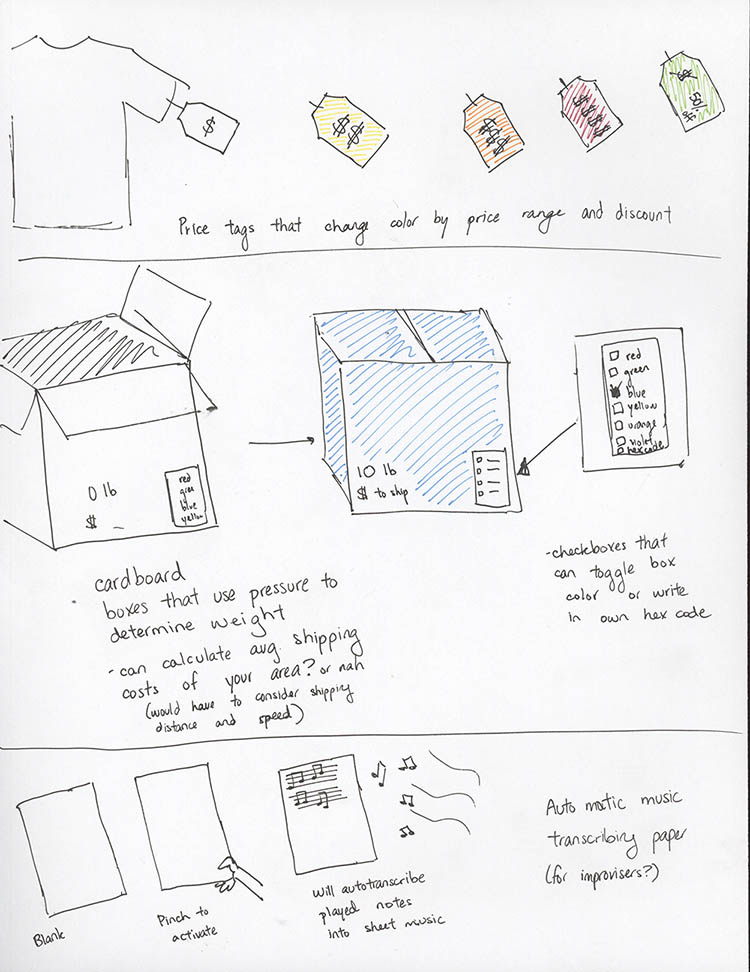 $
$$
$$$
$$$$
$
50% 
Price tags that change color by price range and discount
0 lb
$ _
red
gree
blue
yellow
10 lb
$ to ship
red
green
blue
yellow
orange
violet
hexcode
cardboard
boxes that use pressure to
determine weight
- can calculate avg. shipping
costs of your area? or nah
(would have to consider shipping
distance and speed)
-checkboxes that
can toggle box
color or write
in own hex code
Blank
Pinch to
activate
will autotranscribe
played notes
into sheet music
Automatic music
transcribing paper
(for improvisers?)